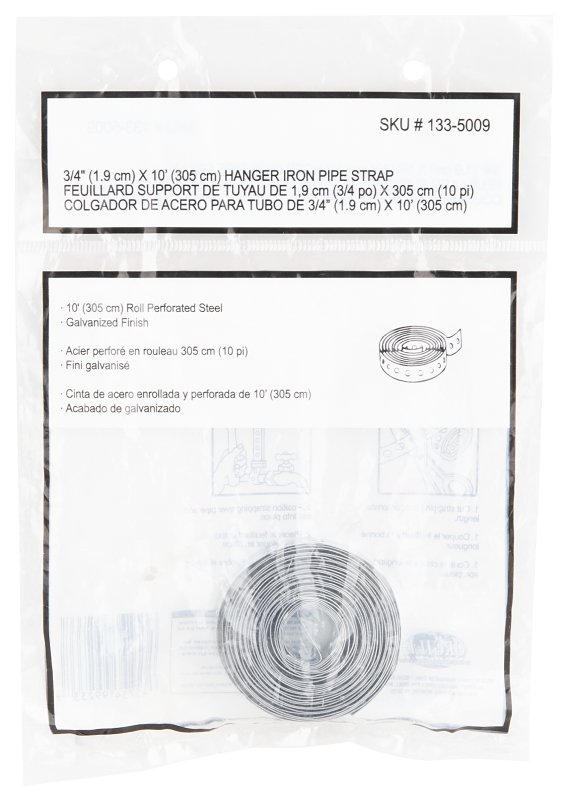 SKU # 133-5009
3/4" (1.9 cm) X 10' (305 cm) HANGER IRON PIPE STRAP
FEUILLARD SUPPORT DE TUYAU DE 1,9 cm (3/4 po) X 305 cm (10 pi)
COLGADOR DE ACERO PARA TUBO DE 3/4" (1.9 cm) X 10' (305 cm)
· 10' (305 cm) Roll Perforated Steel
· Galvanized Finish
· Acier perforé en rouleau 305 cm (10 pi)
· Fini galvanisé
· Cinta de acero enrollada y perforada de 10' (305 cm)
· Acabado de galvanizado